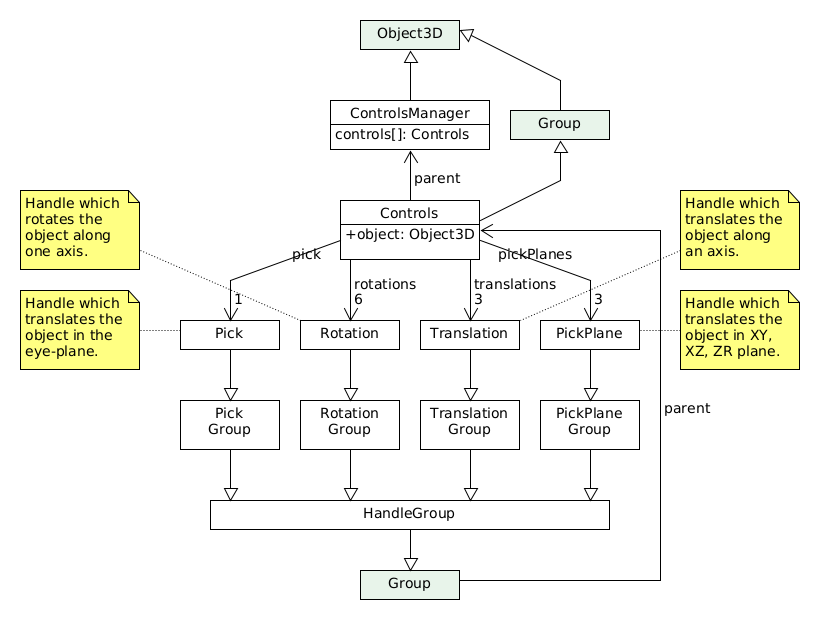 Object3D
ControlsManager
controls[]: Controls
Group
parent
Handle which
rotates the
object along
one axis.
Controls
+object: Object3D
Handle which
translates the
object along
an axis.
pick
pickPlanes
rotations
translations
1
6
3
3
Handle which
translates the
object in the
eye-plane.
Pick
Rotation
Translation
PickPlane
Handle which
translates the
object in XY,
XZ, ZR plane.
Pick
Group
Rotation
Group
Translation
Group
PickPlane
Group
parent
HandleGroup
Group